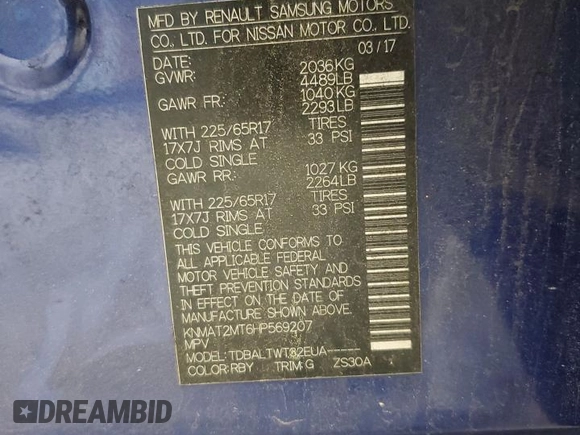 MFD BY RENAULT SAMSUNG MOTORS
CO., LTD. FOR NISSAN MOTOR CO., LTD.
03/17
DATE:
GVWR: 2036KG
4489LB
GAWR FR: 1040 KG
2293LB
WITH 225/65R17 TIRES
17X7J RIMS AT 33 PSI
COLD SINGLE
GAWR RR: 1027 KG
2264LB
WITH 225/65R17 TIRES
17X7J RIMS AT 33 PSI
COLD SINGLE
THIS VEHICLE CONFORMS TO
ALL APPLICABLE FEDERAL
MOTOR VEHICLE SAFETY AND
THEFT PREVENTION STANDARDS
IN EFFECT ON THE DATE OF
MANUFACTURE SHOWN ABOVE.
KNMAT2MT6HP569207
MPV
MODEL: TDBALTWT82EUA-----
COLOR:RBY TRIM:G ZS30A
DREAMBID